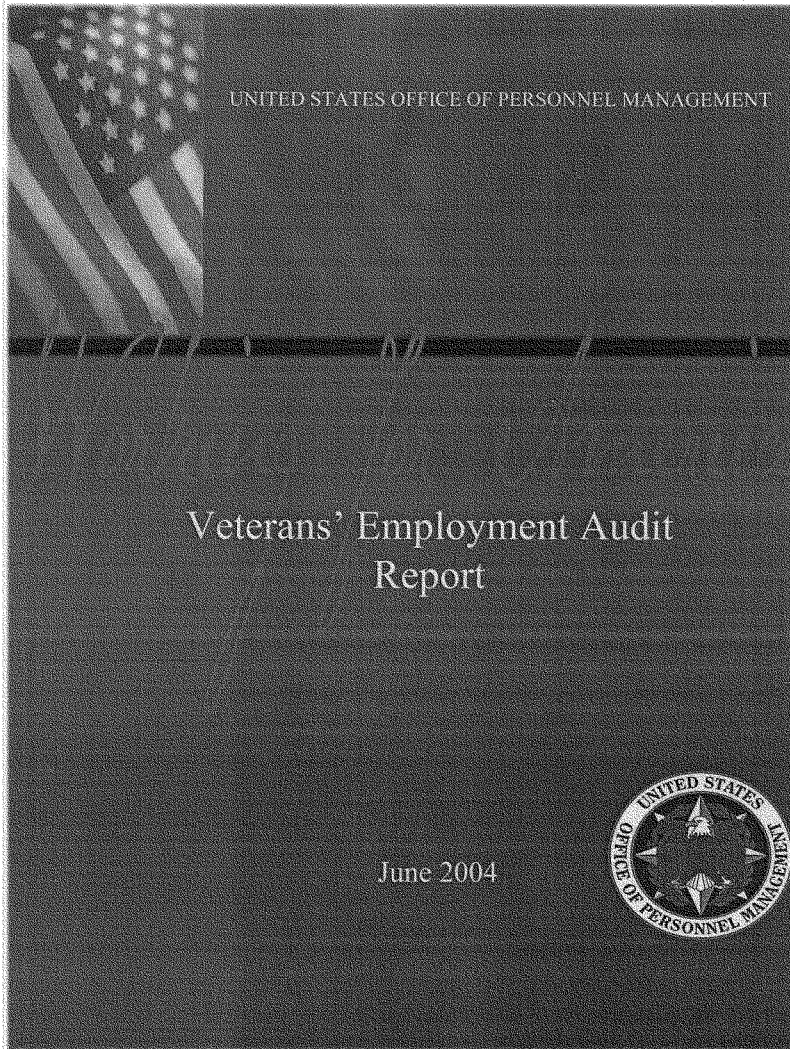 UNITED STATES OFFICE OF PERSONNEL MANAGEMENT
Veterans' Employment Audit
Report
June 2004
UNITED STATES
OFFICE OF PERSONNEL MANAGEMENT